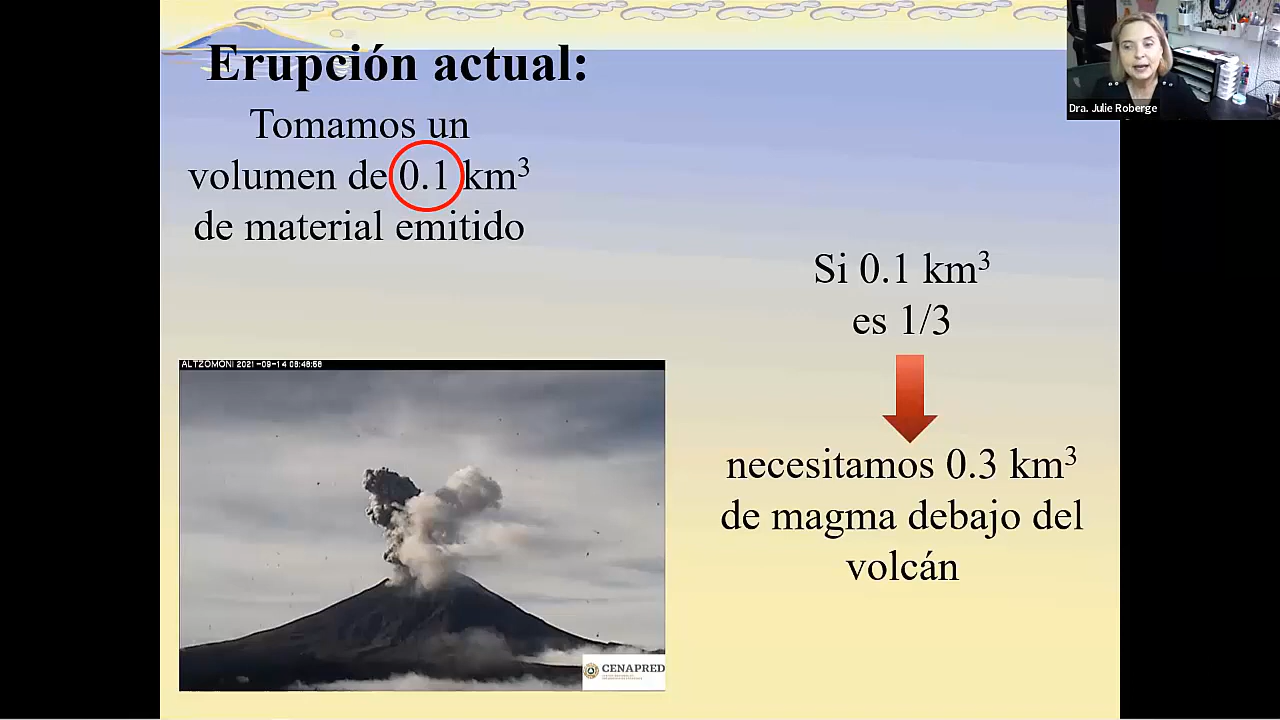 Erupción actual:
Tomamos un
volumen de 0.1 km³
de material emitido
Dra. Julie Roberge
Si 0.1 km³
es 1/3
necesitamos 0.3 km³
de magma debajo del
volcán
ALTZOMONI 2021-09-14 08:48:56
CENAPRED